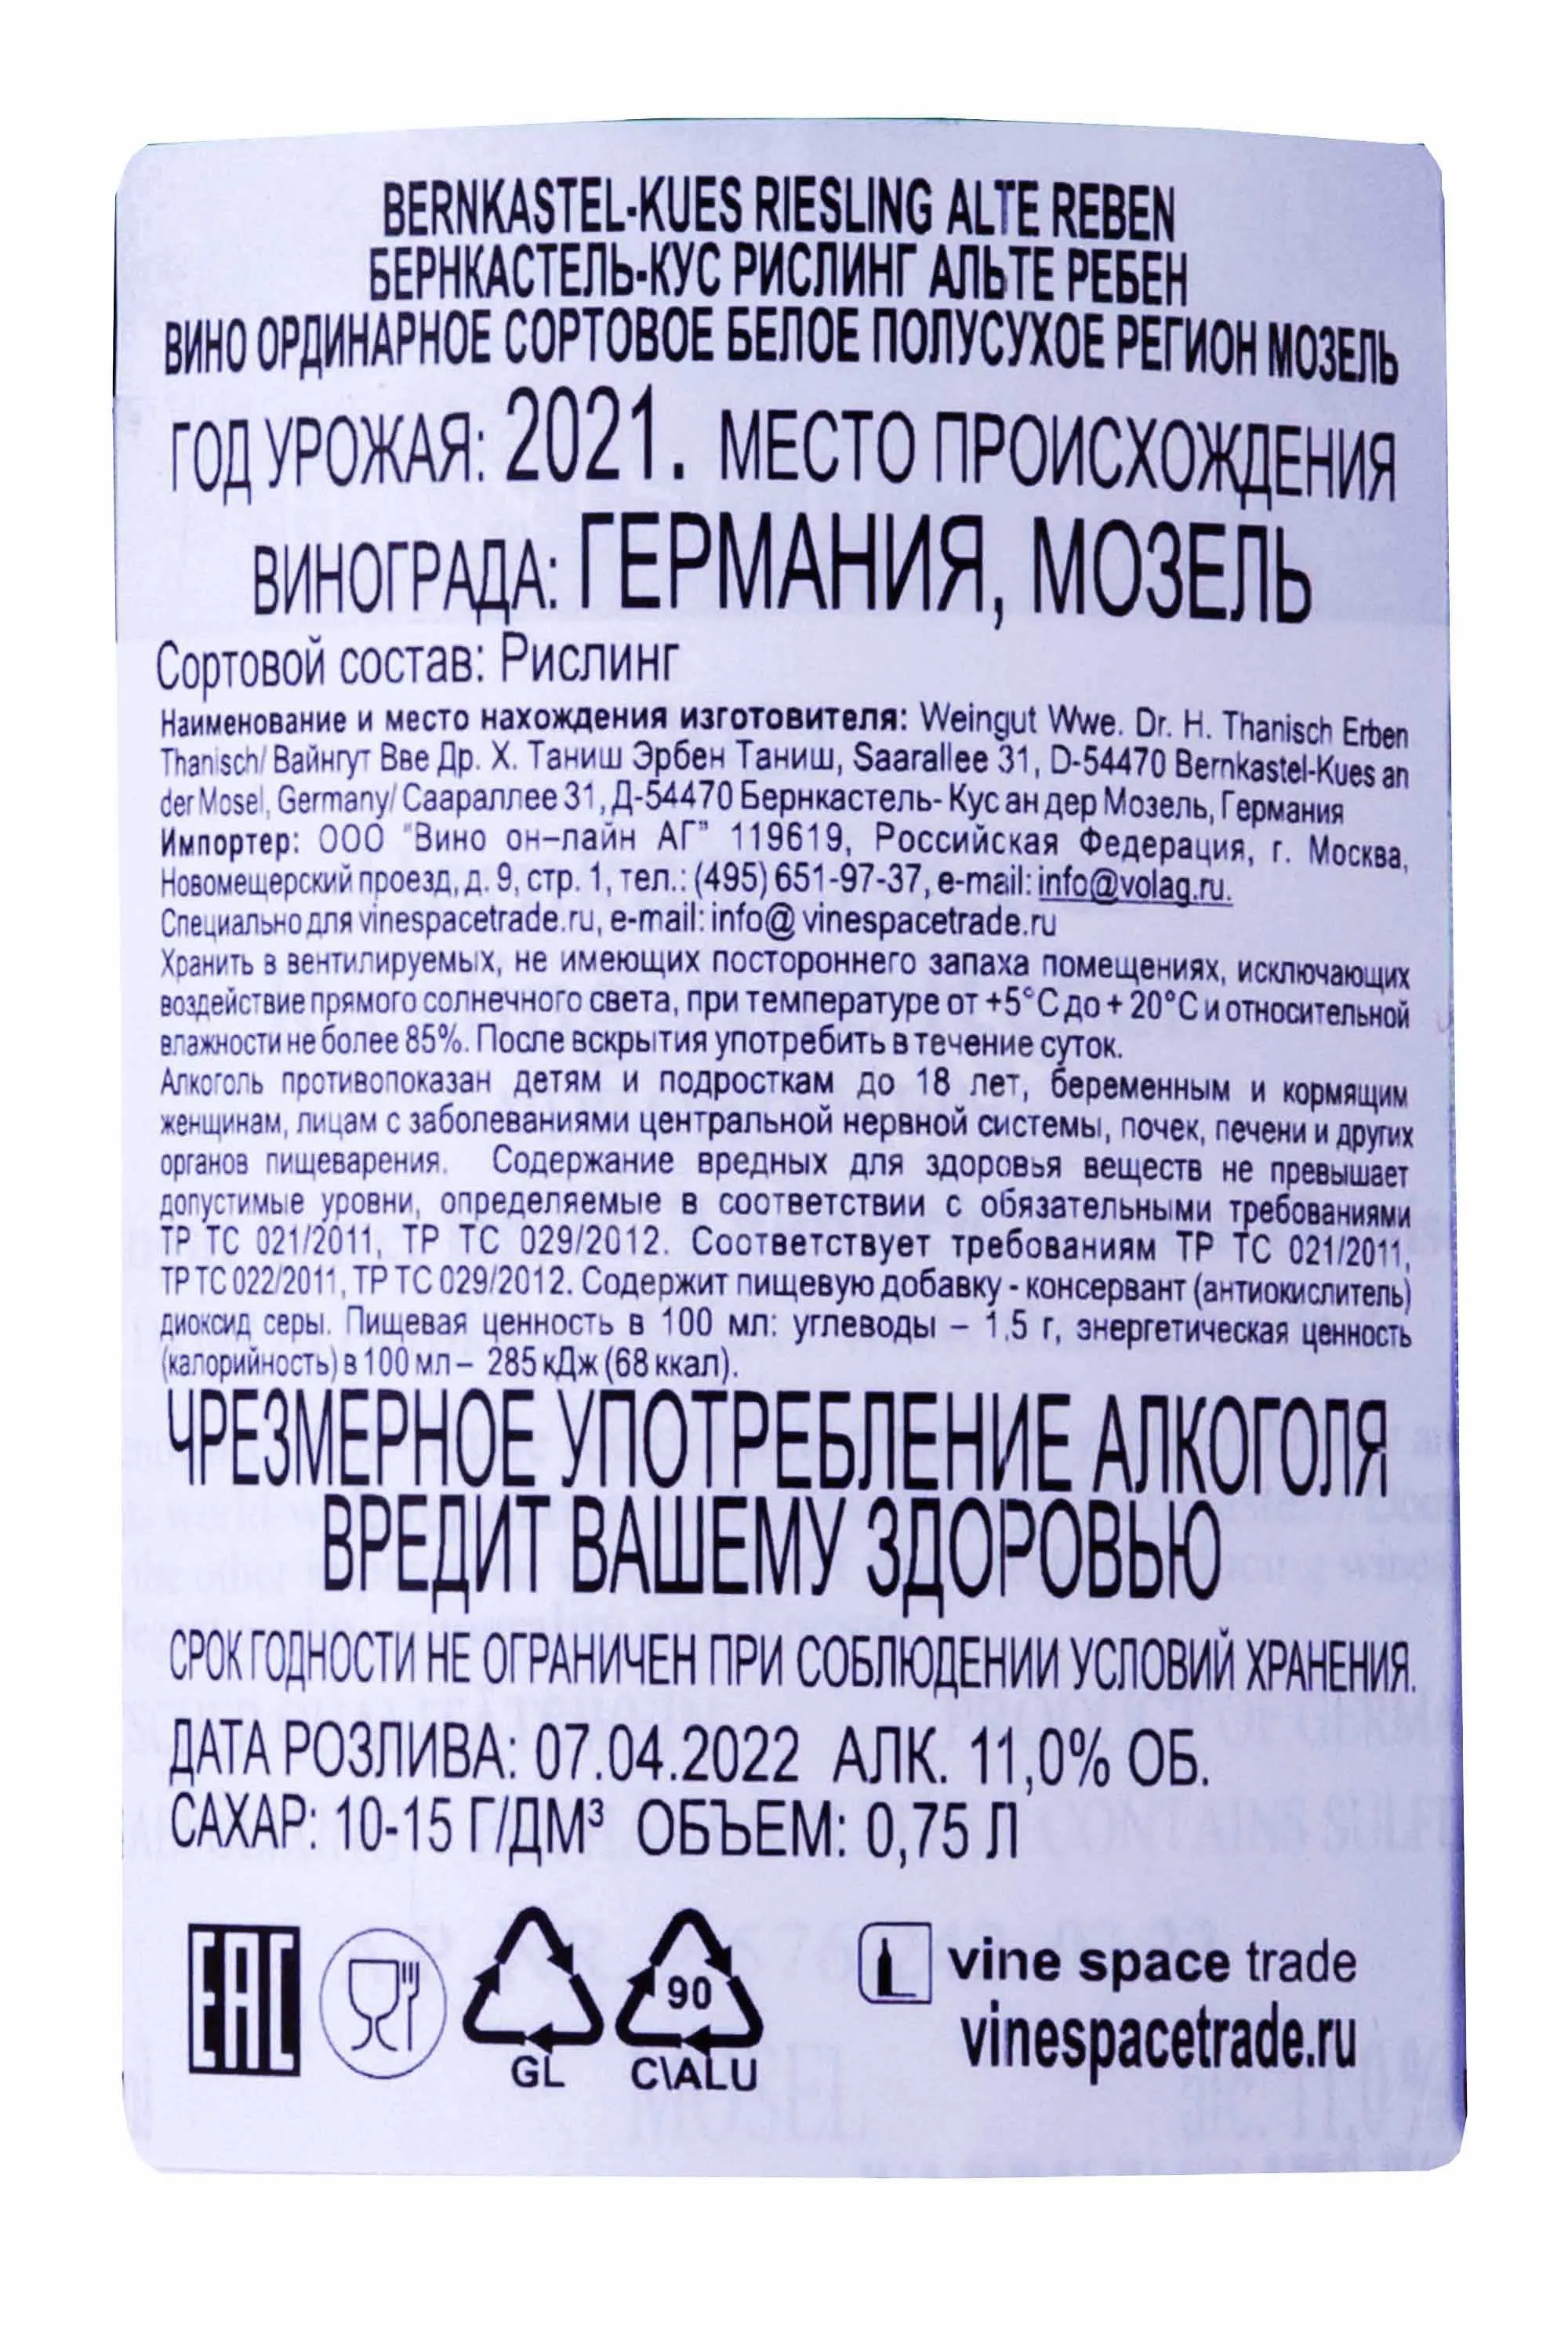 BERNKASTEL-KUES RIESLING ALTE REBEN
БЕРНКАСТЕЛЬ-КУС РИСЛИНГ АЛЬТЕ РЕБЕН
ВИНО ОРДИНАРНОЕ СОРТОВОЕ БЕЛОЕ ПОЛУСУХОЕ РЕГИОН МОЗЕЛЬ
ГОД УРОЖАЯ: 2021. МЕСТО ПРОИСХОЖДЕНИЯ
ВИНОГРАДА: ГЕРМАНИЯ, МОЗЕЛЬ
Сортовой состав: Рислинг
Наименование и место нахождения изготовителя: Weingut Wwe. Dr. H. Thanisch Erben
Thanisch/ Вайнгут Вве Др. Х. Таниш Эрбен Таниш, Saarallee 31, D-54470 Bernkastel-Kues an
der Mosel, Germany/ Саараллее 31, Д-54470 Бернкастель- Кус ан дер Мозель, Германия
Импортер: ООО "Вино он-лайн АГ" 119619, Российская Федерация, г. Москва,
Новомещерский проезд, д. 9, стр. 1, тел.: (495) 651-97-37, e-mail: info@volag.ru.
Специально для vinespacetrade.ru, e-mail: info@ vinespacetrade.ru
Хранить в вентилируемых, не имеющих постороннего запаха помещениях, исключающих
воздействие прямого солнечного света, при температуре от +5°С до + 20°С и относительной
влажности не более 85%. После вскрытия употребить в течение суток.
Алкоголь противопоказан детям и подросткам до 18 лет, беременным и кормящим
женщинам, лицам с заболеваниями центральной нервной системы, почек, печени и других
органов пищеварения. Содержание вредных для здоровья веществ не превышает
допустимые уровни, определяемые в соответствии с обязательными требованиями
ТР ТС 021/2011, ТР ТС 029/2012. Соответствует требованиям ТР ТС 021/2011,
ТР ТС 022/2011, ТР ТС 029/2012. Содержит пищевую добавку - консервант (антиокислитель)
диоксид серы. Пищевая ценность в 100 мл: углеводы – 1,5 г, энергетическая ценность
(калорийность) в 100 мл – 285 кДж (68 ккал).
ЧРЕЗМЕРНОЕ УПОТРЕБЛЕНИЕ АЛКОГОЛЯ
ВРЕДИТ ВАШЕМУ ЗДОРОВЬЮ
СРОК ГОДНОСТИ НЕ ОГРАНИЧЕН ПРИ СОБЛЮДЕНИИ УСЛОВИЙ ХРАНЕНИЯ.
ДАТА РОЗЛИВА: 07.04.2022 АЛК. 11,0% ОБ.
САХАР: 10-15 Г/ДМ³ ОБЪЕМ: 0,75 Л
EAC
90
GL
C\ALU
vine space trade
vinespacetrade.ru